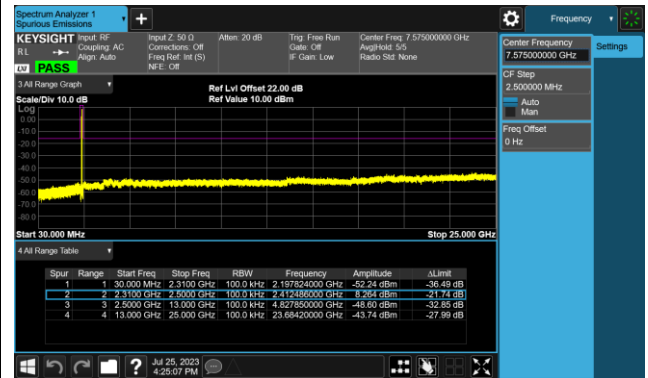 Spectrum Analyzer 1
Spurious Emissions
+
Frequency
KEYSIGHT
RL
LXI
PASS
Input: RF
Coupling: AC
Align: Auto
Input Z: 50 Ω
Corrections: Off
Freq Ref: Int (S)
NFE: Off
Atten: 20 dB
Trig: Free Run
Gate: Off
IF Gain: Low
Center Freq: 7.575000000 GHz
Avg|Hold: 5/5
Radio Std: None
Center Frequency
7.575000000 GHz
Settings
CF Step
2.500000 MHz
Auto
Man
Freq Offset
0 Hz
3 All Range Graph
Scale/Div 10.0 dB
Ref Lvl Offset 22.00 dB
Ref Value 10.00 dBm
Log
0.00
-10.0
-20.0
-30.0
-40.0
-50.0
-60.0
-70.0
-80.0
Start 30.000 MHz
Stop 25.000 GHz
4 All Range Table
Spur Range Start Freq Stop Freq RBW Frequency Amplitude ΔLimit
1 1 30.000 MHz 2.3100 GHz 100.0 kHz 2.197824000 GHz -52.24 dBm -36.49 dB
2 2 2.3100 GHz 2.5000 GHz 100.0 kHz 2.412486000 GHz 8.264 dBm -21.74 dB
3 3 2.5000 GHz 13.000 GHz 100.0 kHz 4.827850000 GHz -48.60 dBm -32.85 dB
4 4 13.000 GHz 25.000 GHz 100.0 kHz 23.68420000 GHz -43.74 dBm -27.99 dB
?
Jul 25, 2023
4:25:07 PM